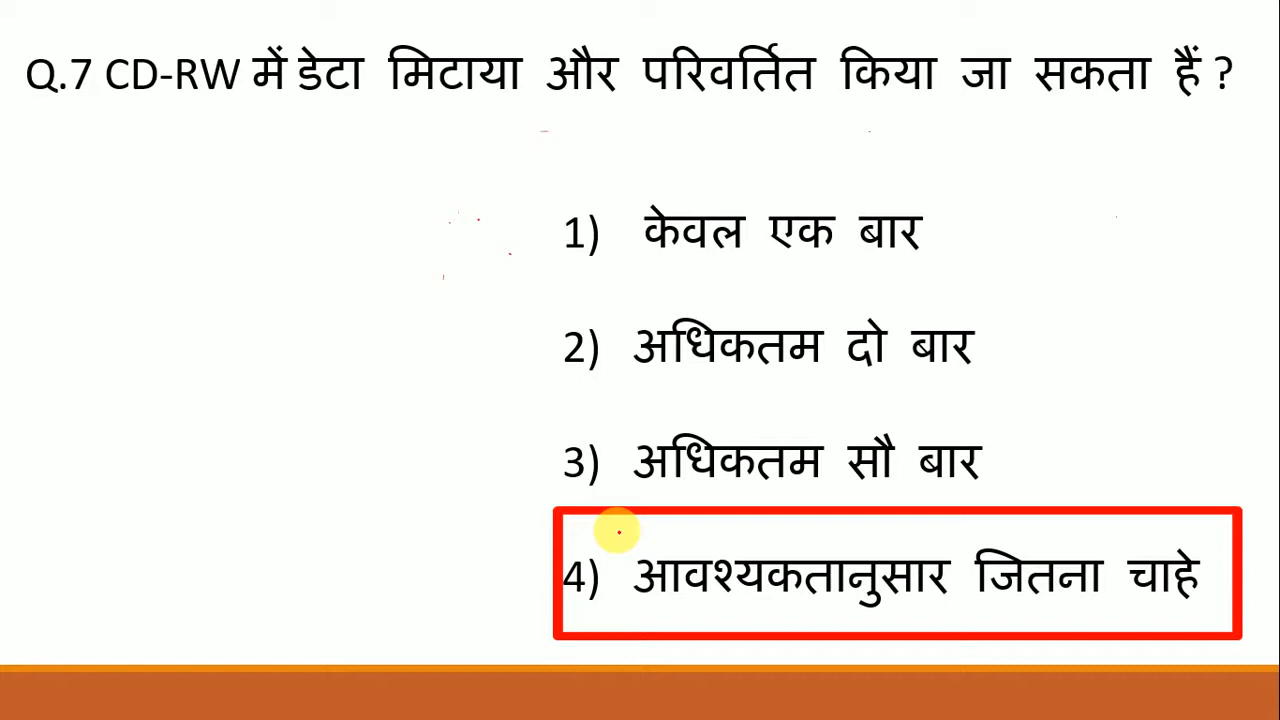 Q.7 CD-RW में डेटा मिटाया और परिवर्तित किया जा सकता हैं ?
1) केवल एक बार
2) अधिकतम दो बार
3) अधिकतम सौ बार
4) आवश्यकतानुसार जितना चाहे